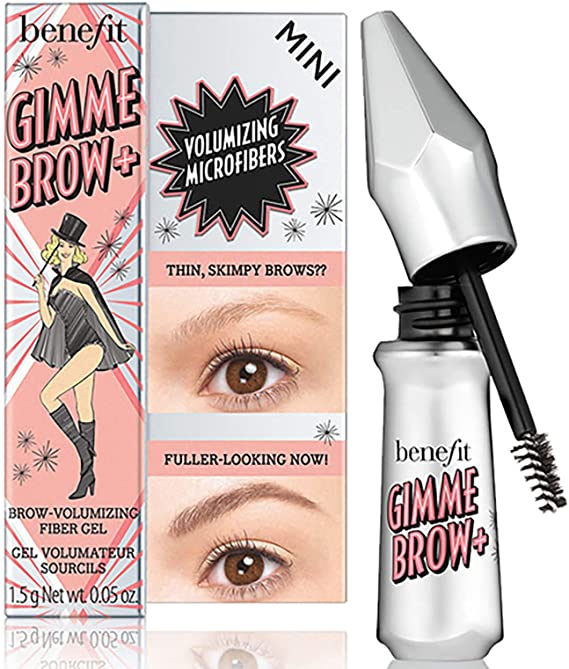 benefit
GIMME
BROW+
BROW-VOLUMIZING
FIBER GEL
GEL VOLUMATEUR
SOURCILS
1.5 g Net wt. 0.05 oz.
MINI
VOLUMIZING
MICROFIBERS
THIN, SKIMPY BROWS??
FULLER-LOOKING NOW!
benefit
GIMME
BROW+